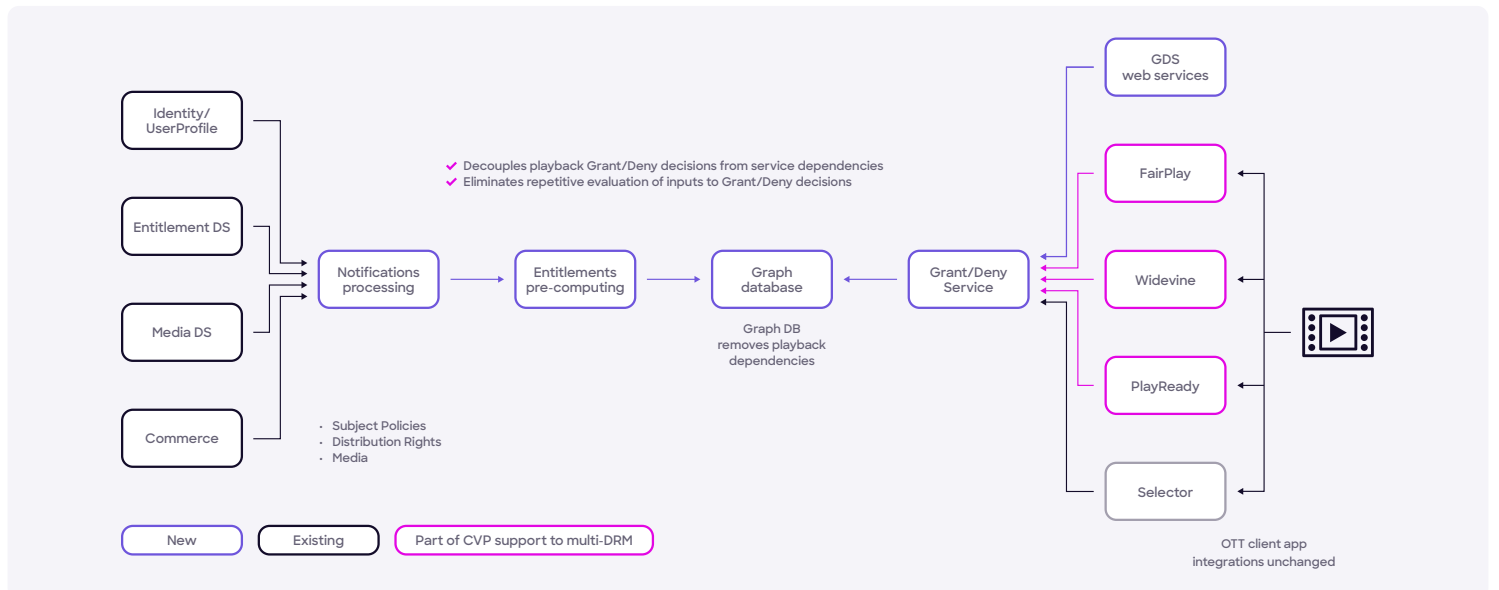 GDS
web services
Identity/
UserProfile
✓ Decouples playback Grant/Deny decisions from service dependencies
✓ Eliminates repetitive evaluation of inputs to Grant/Deny decisions
FairPlay
Entitlement DS
Notifications
processing
Entitlements
pre-computing
Graph
database
Grant/Deny
Service
Widevine
Media DS
Graph DB
removes playback
dependencies
PlayReady
Commerce
· Subject Policies
· Distribution Rights
· Media
Selector
New
Existing
Part of CVP support to multi-DRM
OTT client app
integrations unchanged